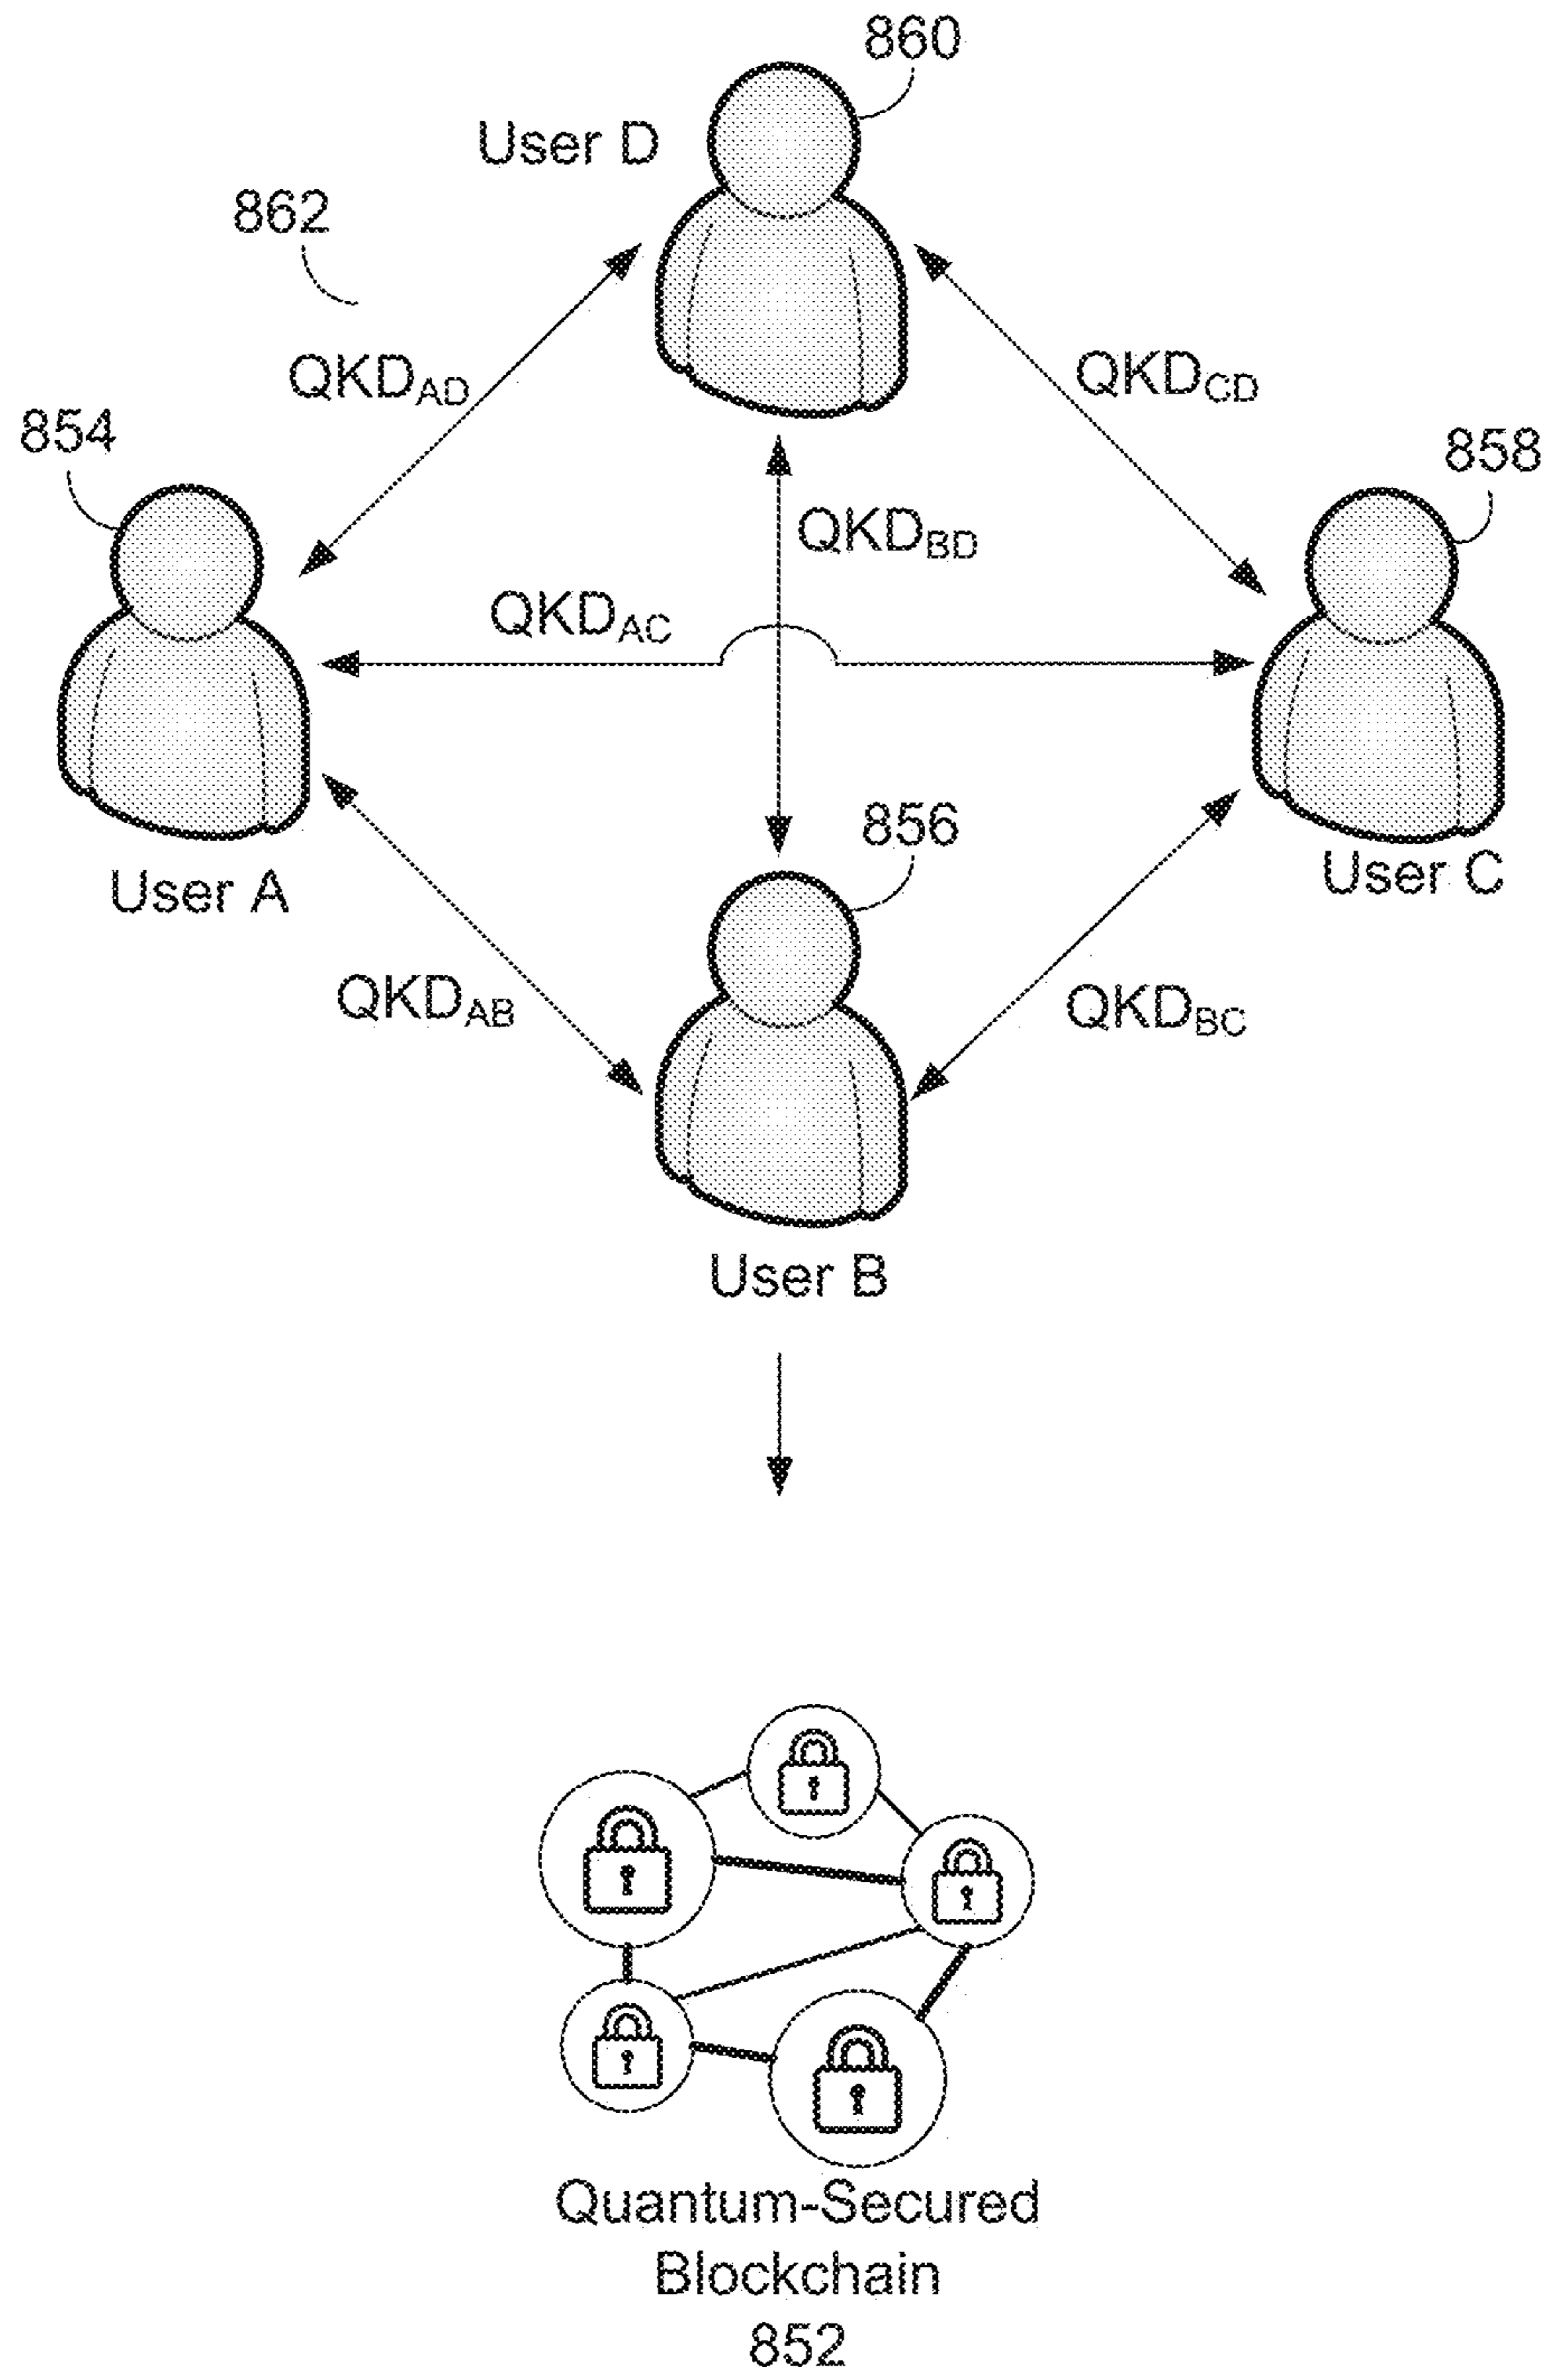 860
User D
862
QKDAD
QKDCD
854
858
QKDBD
QKDAC
856
User A
User C
QKDAB
QKDBC
User B
Quantum-Secured
Blockchain
852